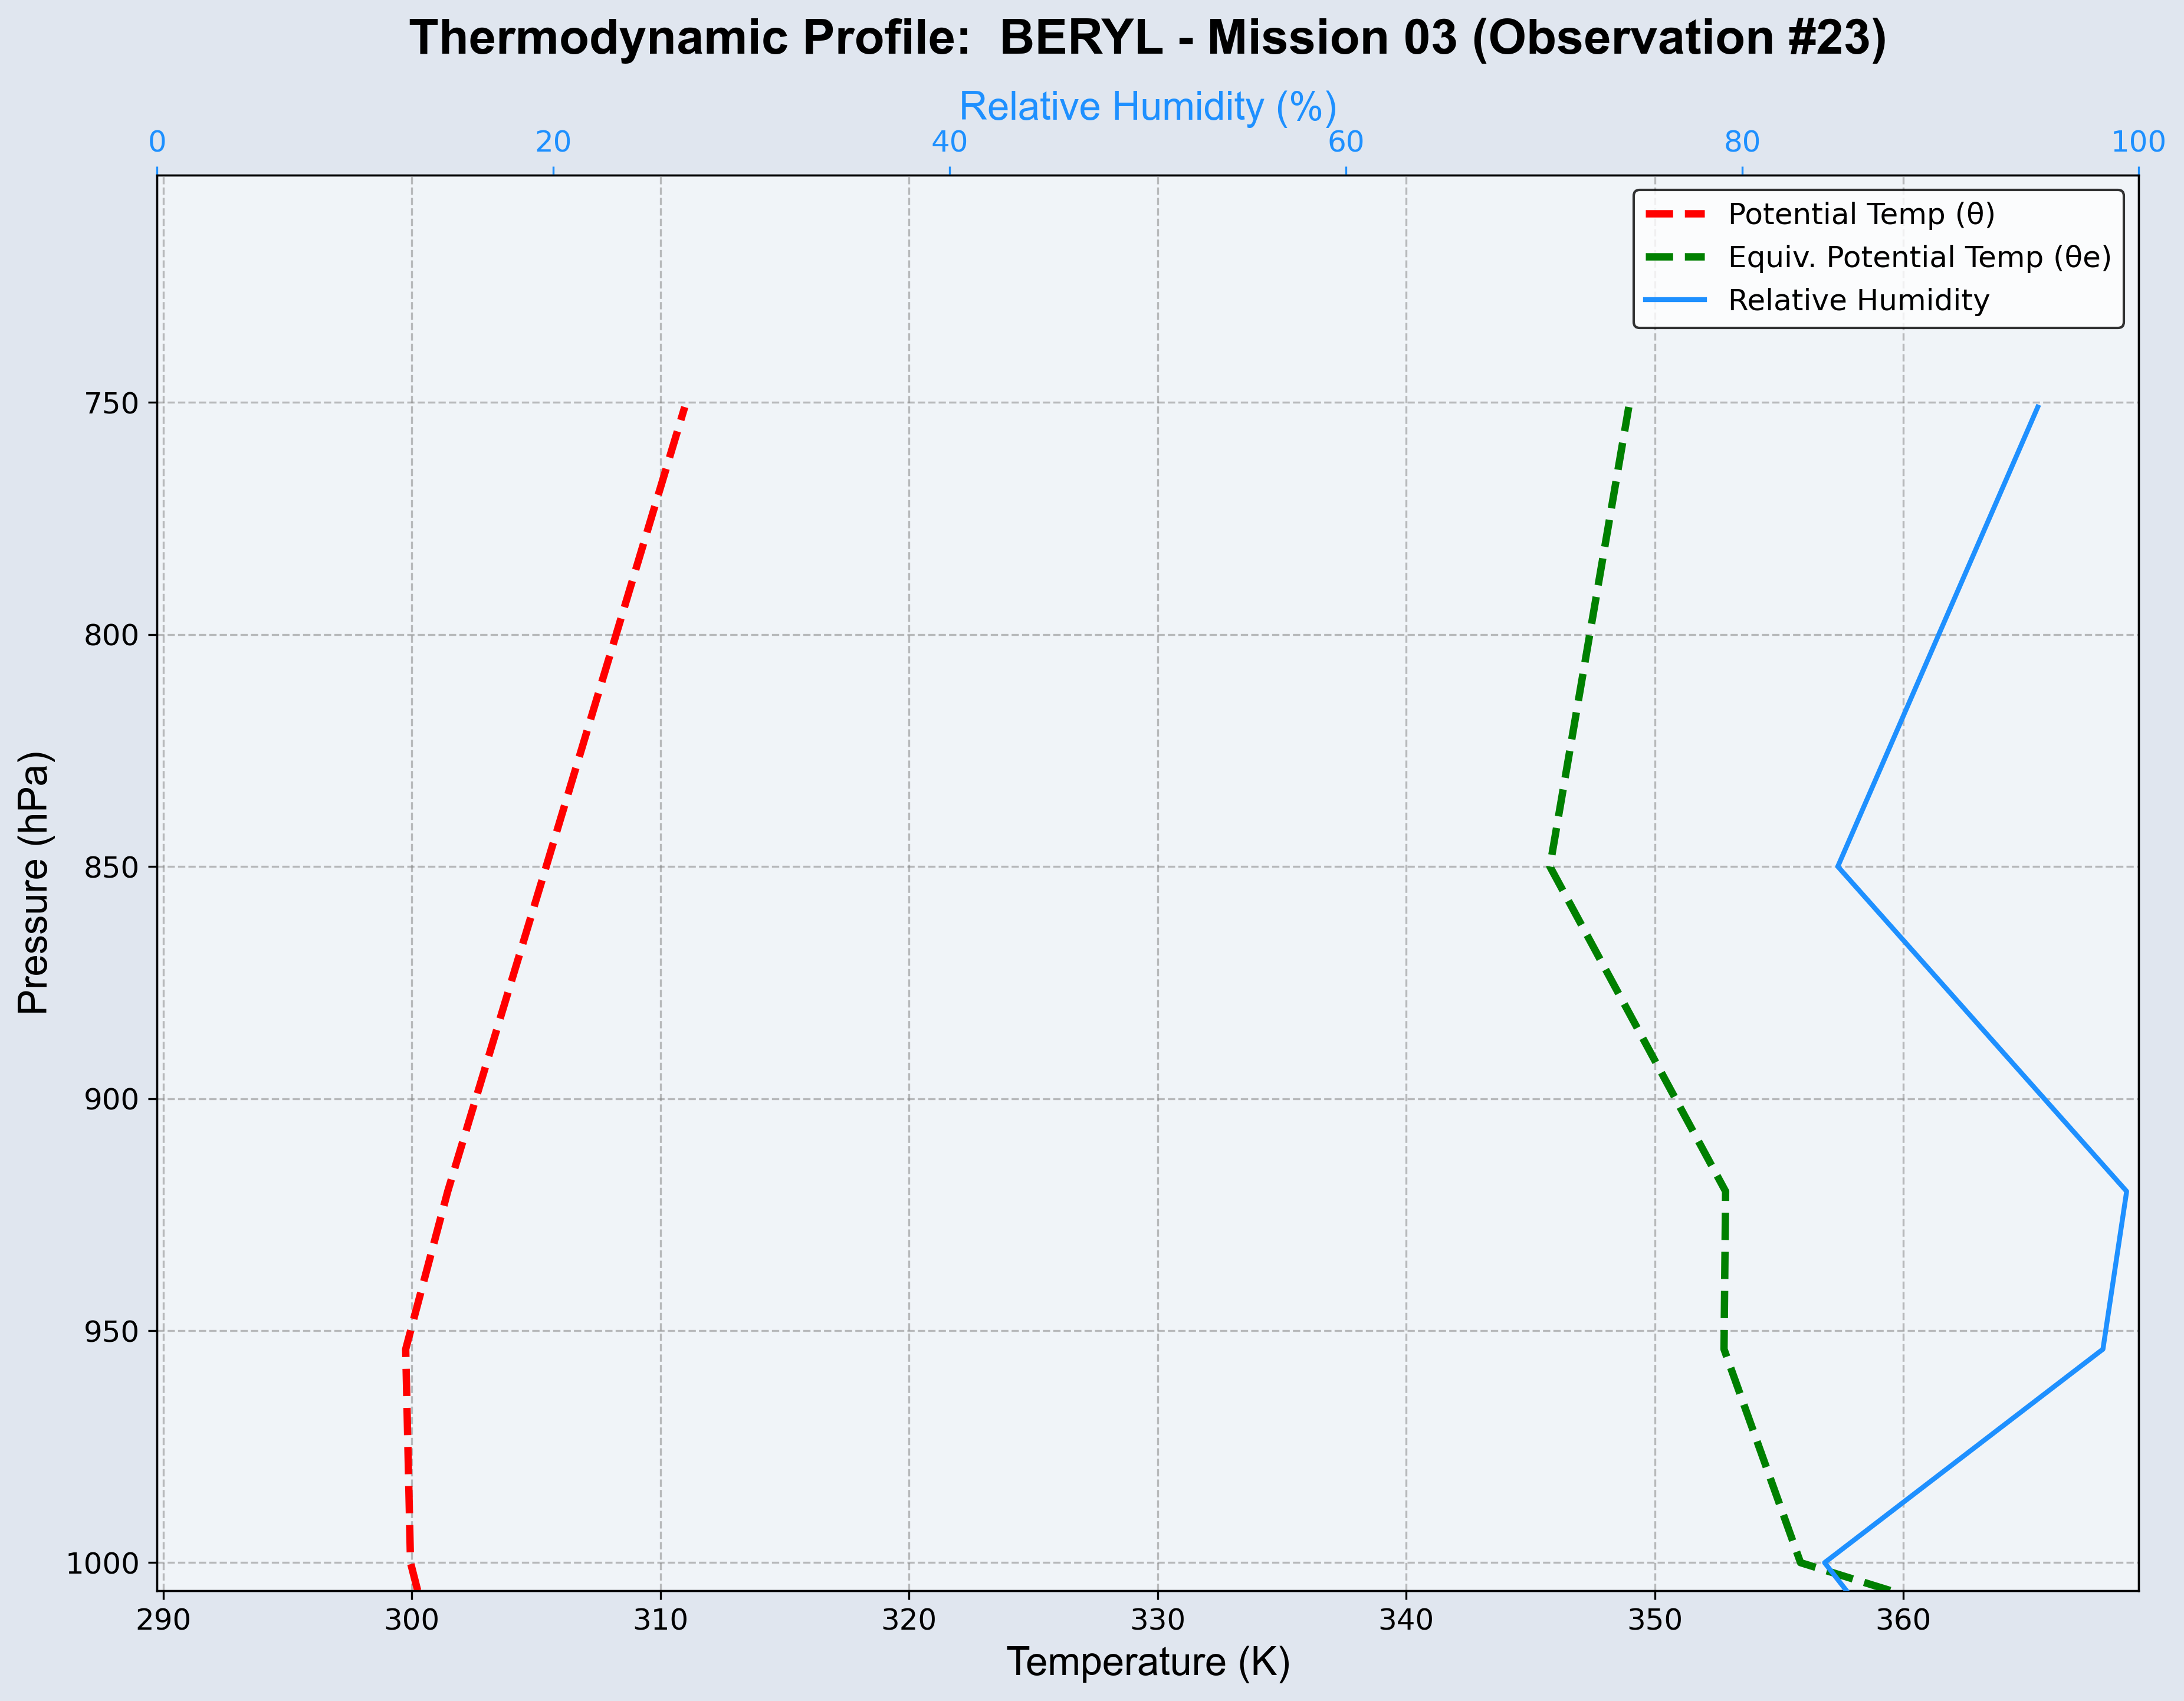 Thermodynamic Profile:  BERYL - Mission 03 (Observation #23)
Relative Humidity (%)
0 20 40 60 80 100
Potential Temp (θ)
Equiv. Potential Temp (θe)
Relative Humidity
Pressure (hPa)
750
800
850
900
950
1000
290 300 310 320 330 340 350 360
Temperature (K)